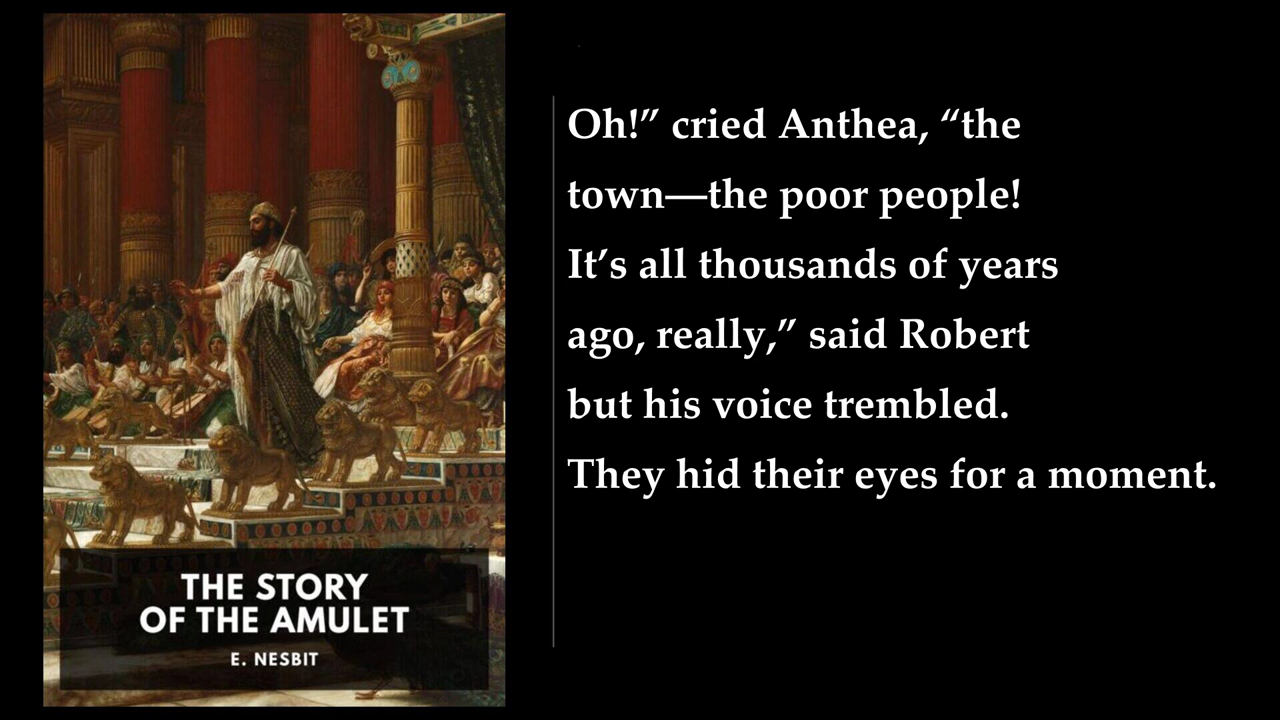 Oh!” cried Anthea, “the
town—the poor people!
It’s all thousands of years
ago, really,” said Robert
but his voice trembled.
They hid their eyes for a moment.
THE STORY
OF THE AMULET
E. NESBIT